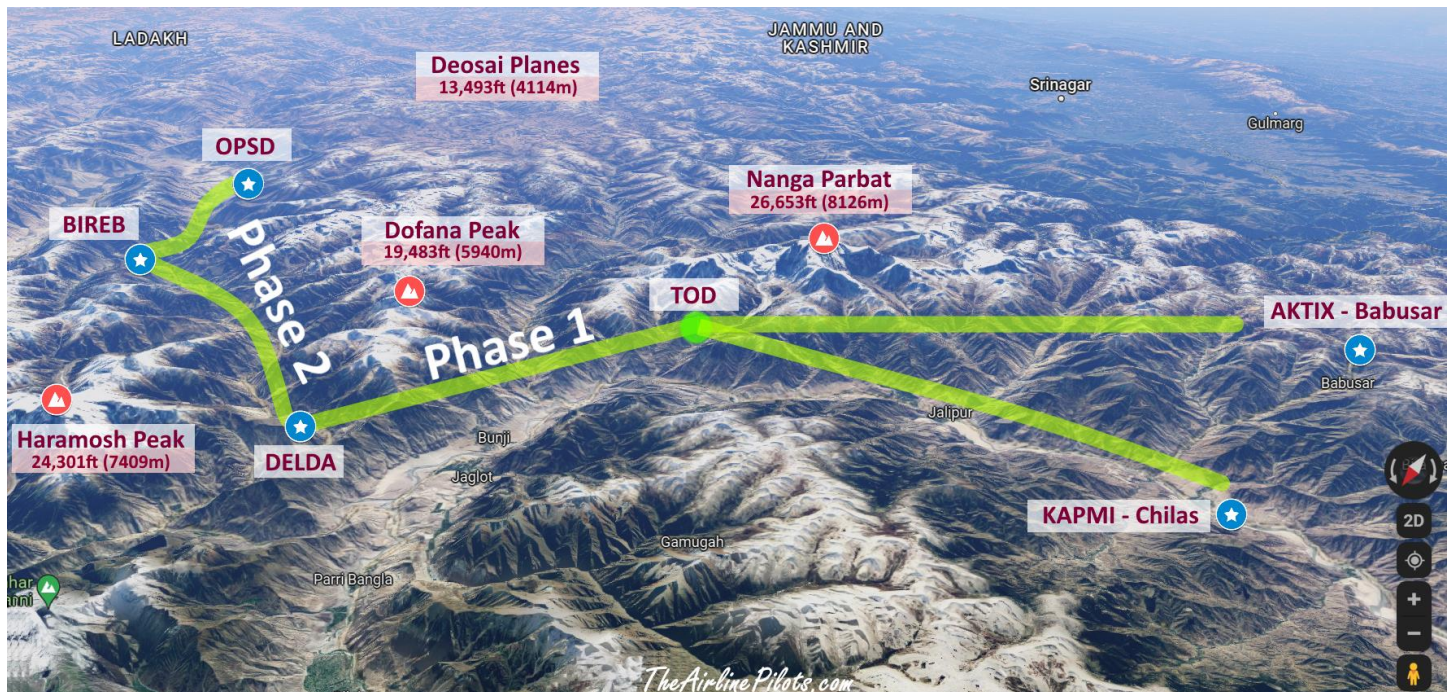 LADAKH
JAMMU AND
KASHMIR
Deosai Planes
13,493ft (4114m)
Srinagar
Gulmarg
OPSD
Nanga Parbat
26,653ft (8126m)
BIREB
Dofana Peak
19,483ft (5940m)
Phase 2
TOD
AKTIX - Babusar
Phase 1
Babusar
Haramosh Peak
24,301ft (7409m)
Jalipur
DELDA
Bunji
Jaglot
KAPMI - Chilas
2D
Gamugah
Parri Bangla
TheAirlinePilots.com